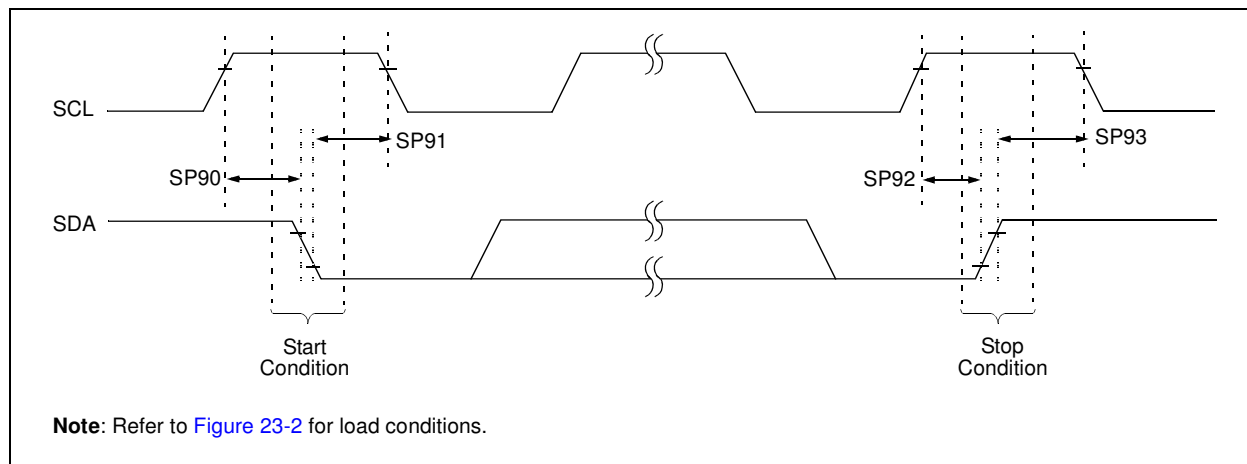 SCL
SP91
SP93
SP90
SP92
SDA
Start
Condition
Stop
Condition
Note: Refer to Figure 23-2 for load conditions.